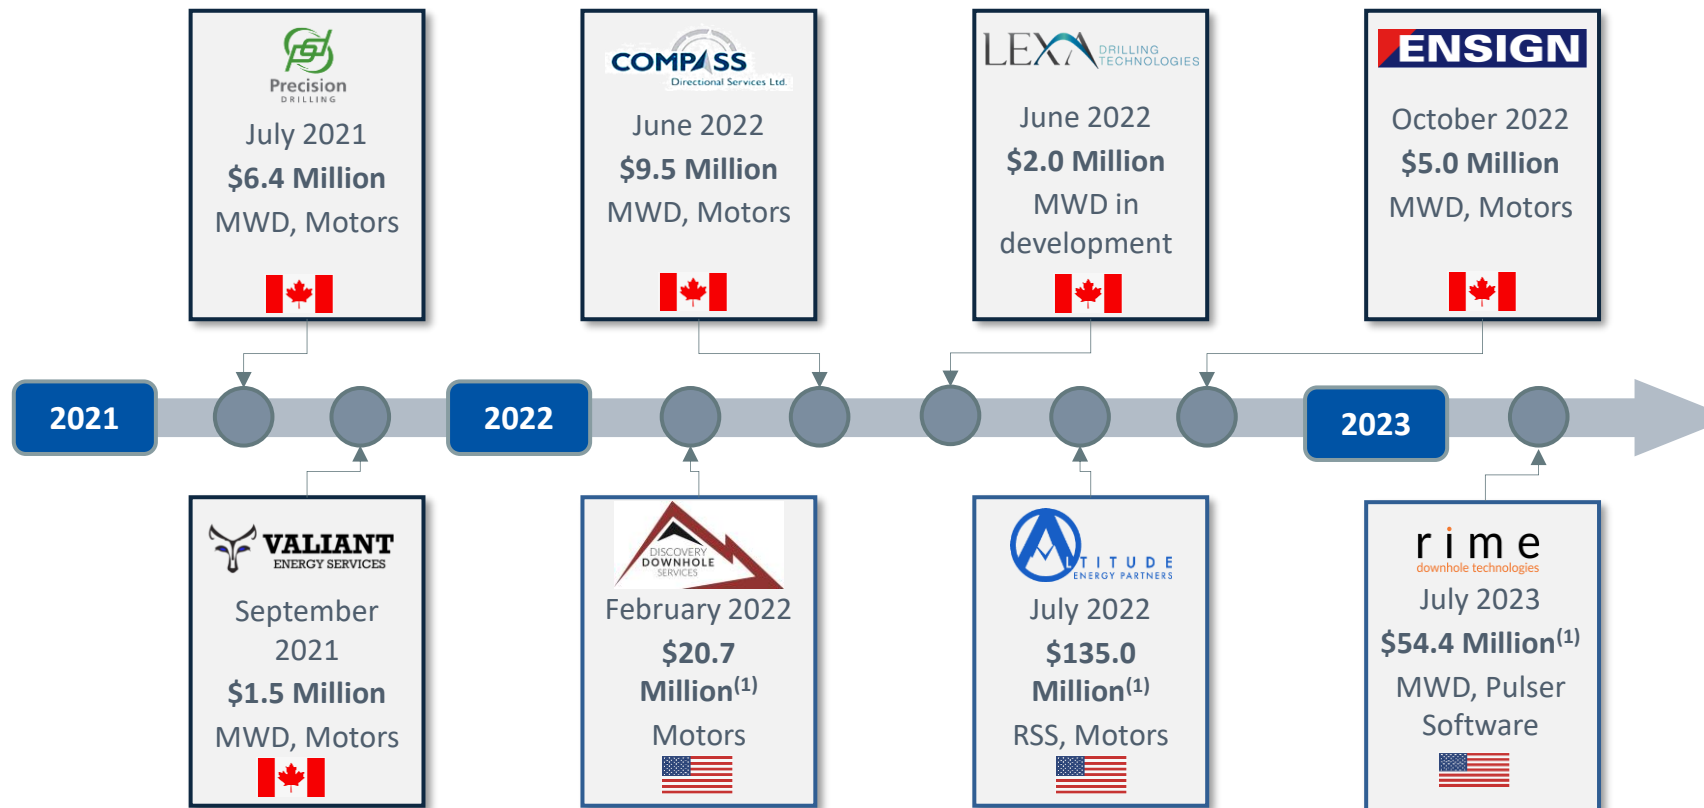 Precision
DRILLING
July 2021
$6.4 Million
MWD, Motors
COMPASS
Directional Services Ltd.
June 2022
$9.5 Million
MWD, Motors
LEXA DRILLING
TECHNOLOGIES
June 2022
$2.0 Million
MWD in
development
ENSIGN
October 2022
$5.0 Million
MWD, Motors
2021
2022
2023
VALIANT
ENERGY SERVICES
September
2021
$1.5 Million
MWD, Motors
DISCOVERY
DOWNHOLE
SERVICES
February 2022
$20.7
Million(1)
Motors
ALTITUDE
ENERGY PARTNERS
July 2022
$135.0
Million(1)
RSS, Motors
rime
downhole technologies
July 2023
$54.4 Million(1)
MWD, Pulser
Software